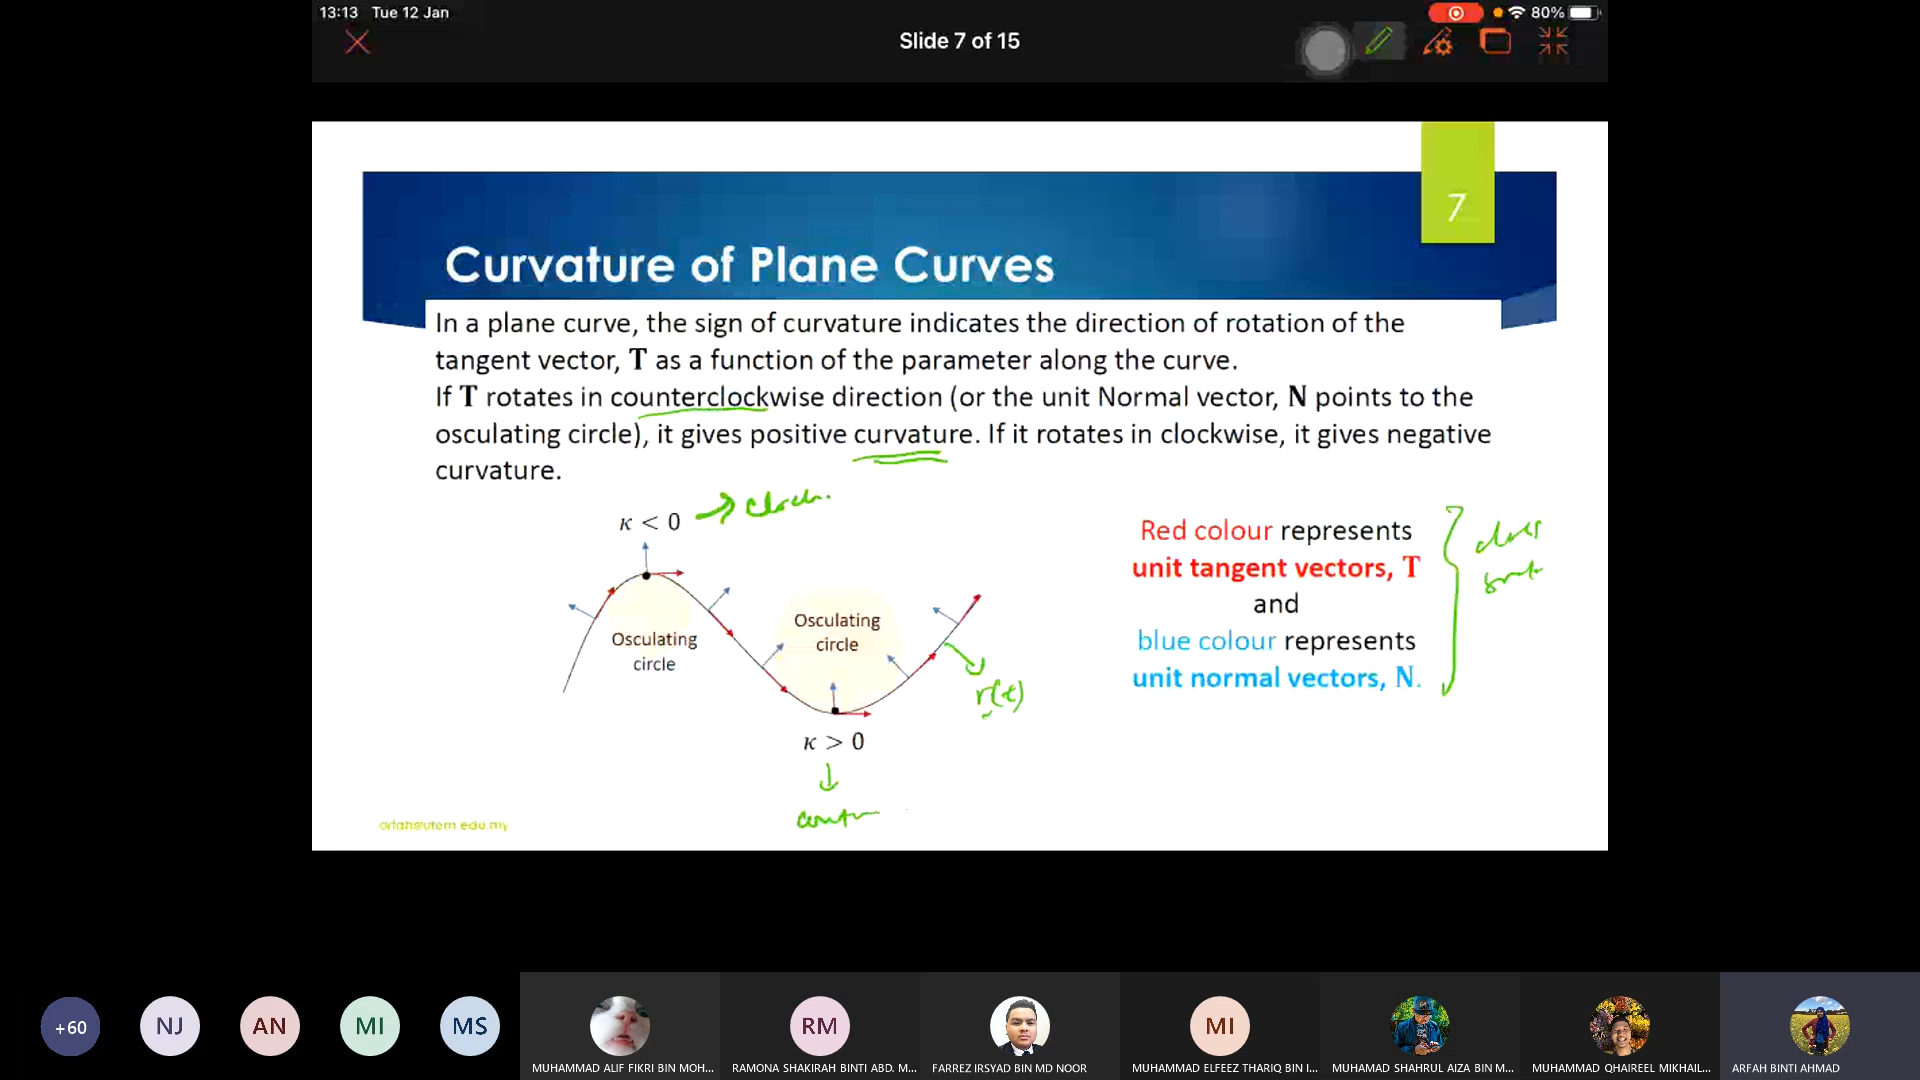 13:13 Tue 12 Jan
80%
Slide 7 of 15
7
Curvature of Plane Curves
In a plane curve, the sign of curvature indicates the direction of rotation of the
tangent vector, T as a function of the parameter along the curve.
If T rotates in counterclockwise direction (or the unit Normal vector, N points to the
osculating circle), it gives positive curvature. If it rotates in clockwise, it gives negative
curvature.
κ < 0
Osculating
circle
Osculating
circle
r(t)
κ > 0
Red colour represents
unit tangent vectors, T
and
blue colour represents
unit normal vectors, N.
arfah@utem.edu.my
+60
NJ
AN
MI
MS
RM
MI
MUHAMMAD ALIF FIKRI BIN MOH...
RAMONA SHAKIRAH BINTI ABD. M...
FARREZ IRSYAD BIN MD NOOR
MUHAMMAD ELFEEZ THARIQ BIN I...
MUHAMAD SHAHRUL AIZA BIN M...
MUHAMMAD QHAIREEL MIKHAIL...
ARFAH BINTI AHMAD